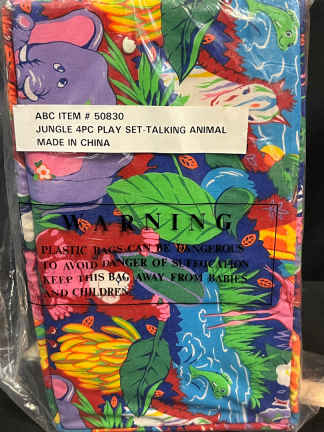 ABC ITEM # 50830
JUNGLE 4PC PLAY SET-TALKING ANIMAL
MADE IN CHINA
WARNING
PLASTIC BAGS CAN BE DANGEROUS
TO AVOID DANGER OF SUFFOCATION
KEEP THIS BAG AWAY FROM BABIES
AND CHILDREN.